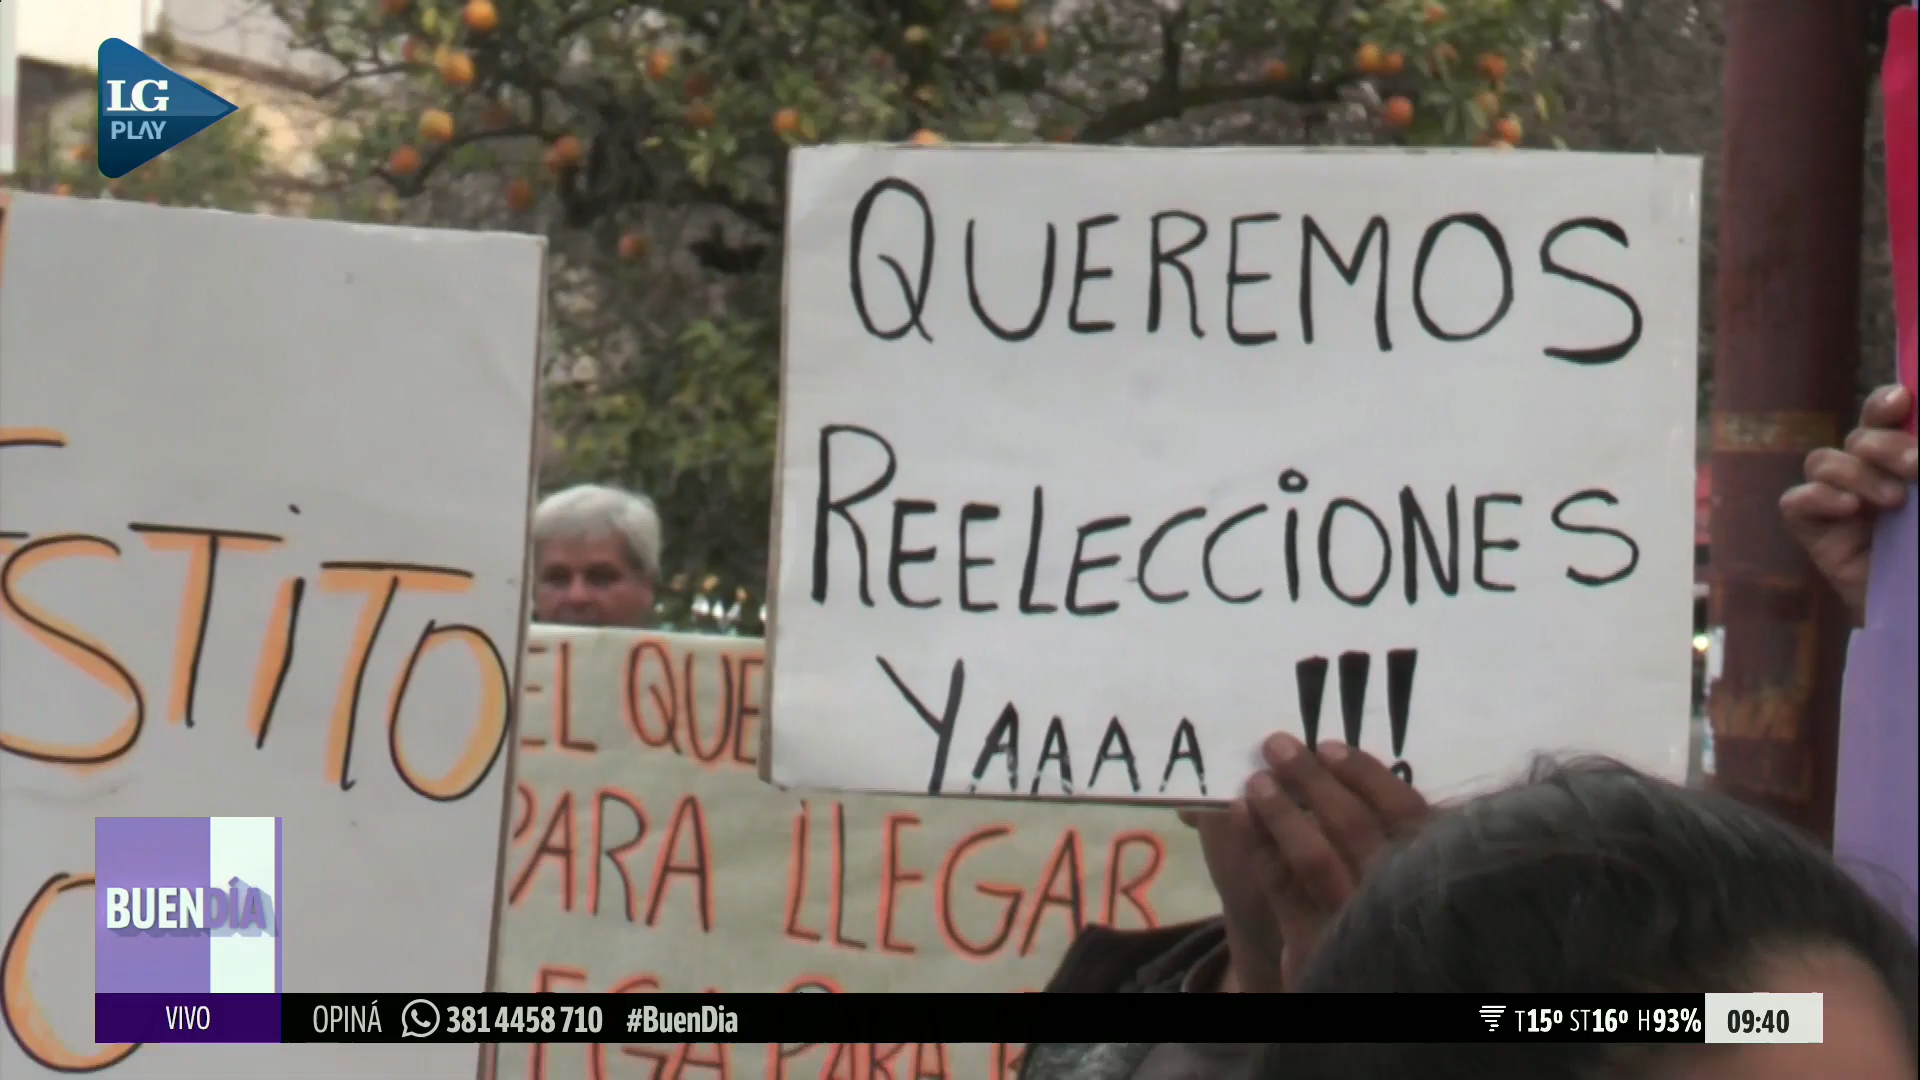 LG
PLAY
QUEREMOS
REELECCIONES
YAAAA !!!
EL QUE
PARA LLEGAR
PARA
BUENDÍA
VIVO
OPINÁ 381 4458 710 #BuenDia
T15º ST16º H93% 09:40